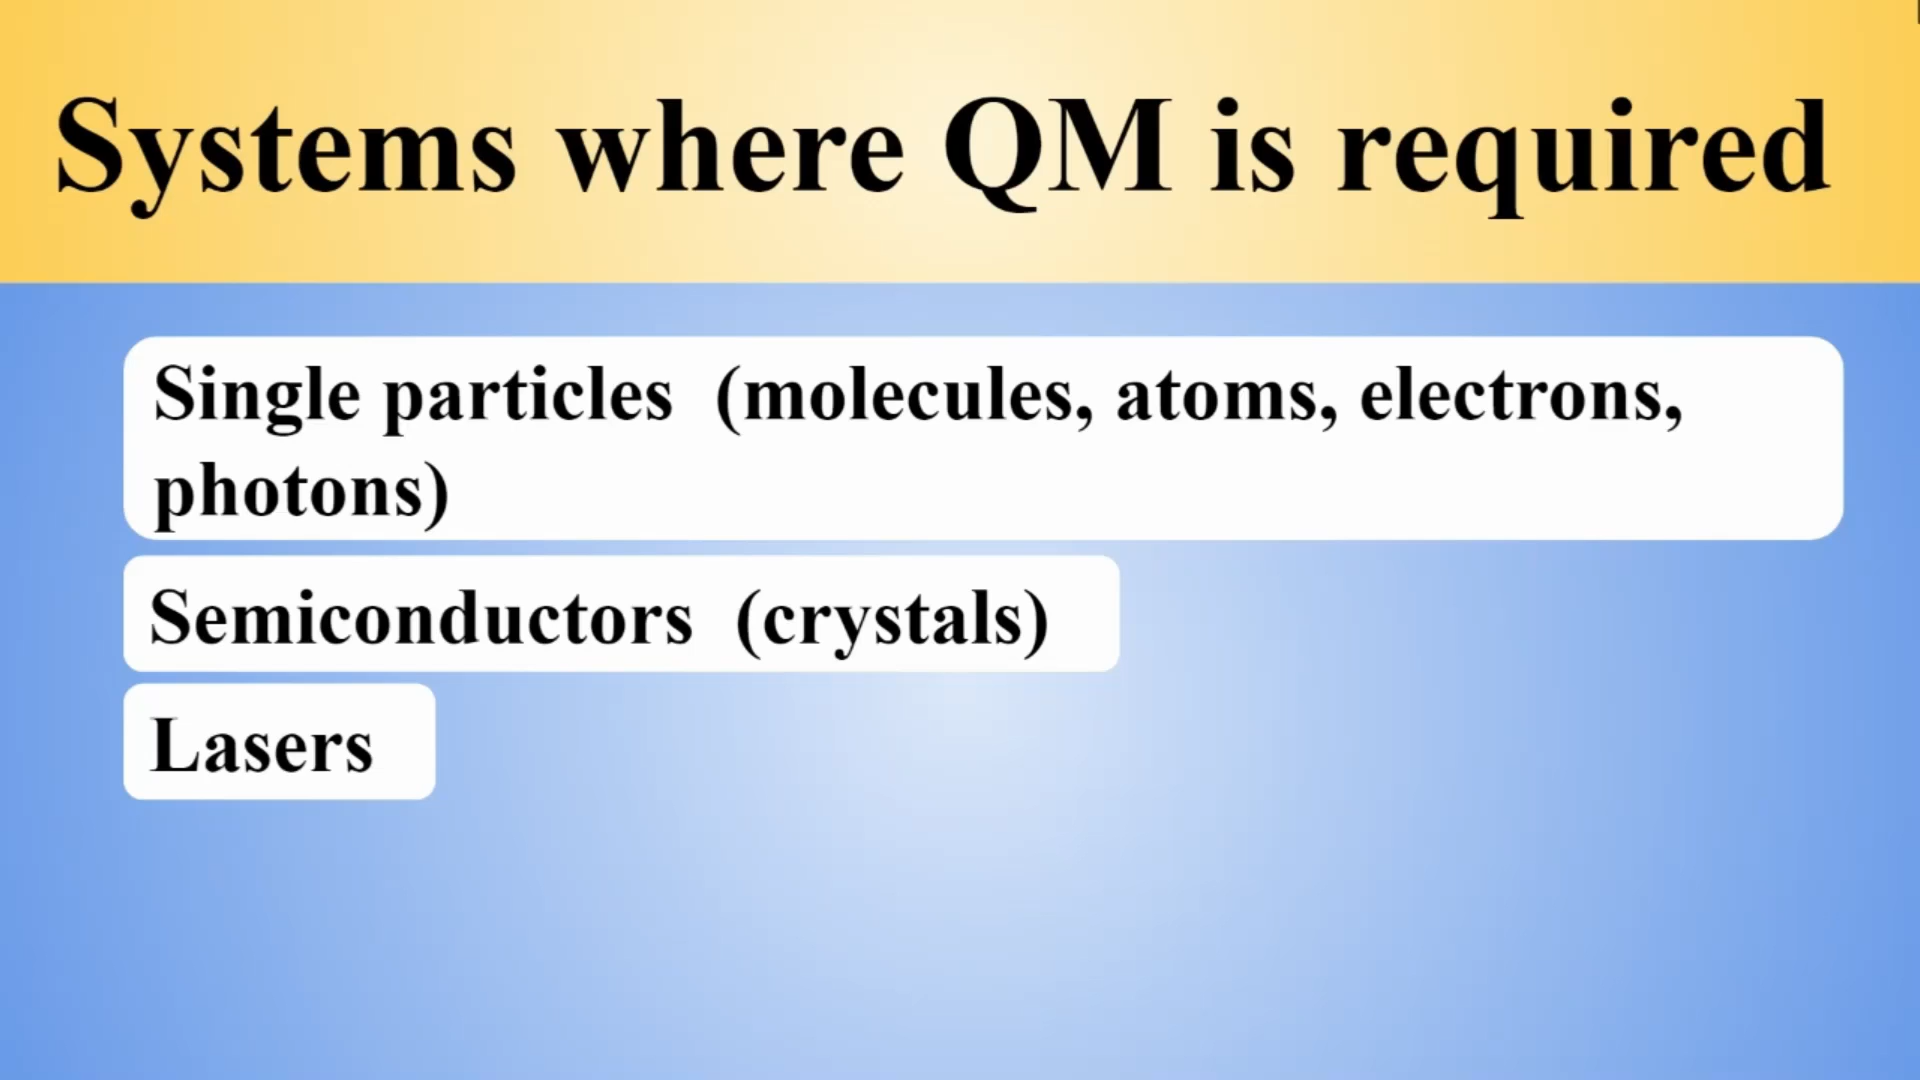 Systems where QM is required
Single particles (molecules, atoms, electrons,
photons)
Semiconductors (crystals)
Lasers